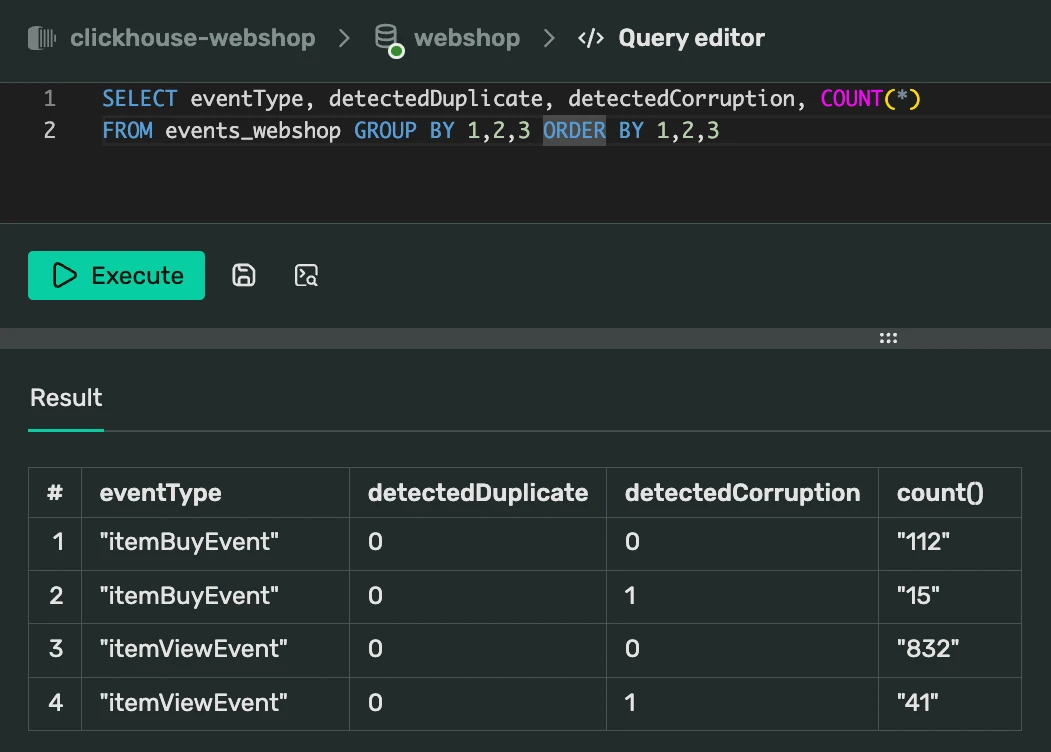 clickhouse-webshop > webshop > </> Query editor
1 SELECT eventType, detectedDuplicate, detectedCorruption, COUNT(*)
2 FROM events_webshop GROUP BY 1,2,3 ORDER BY 1,2,3
Execute
Result
# eventType detectedDuplicate detectedCorruption count()
1 "itemBuyEvent" 0 0 "112"
2 "itemBuyEvent" 0 1 "15"
3 "itemViewEvent" 0 0 "832"
4 "itemViewEvent" 0 1 "41"